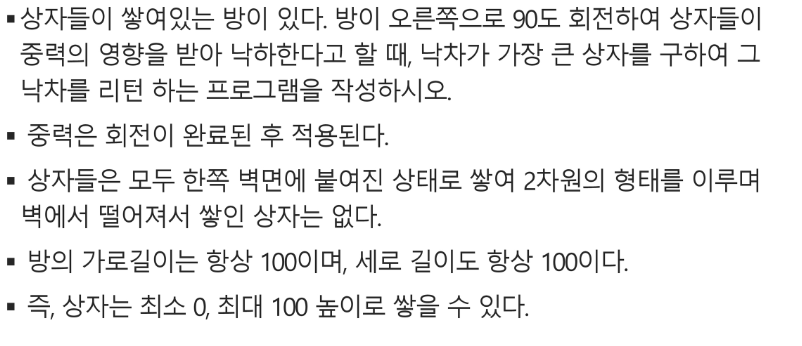 ▪ 상자들이 쌓여있는 방이 있다. 방이 오른쪽으로 90도 회전하여 상자들이
중력의 영향을 받아 낙하한다고 할 때, 낙차가 가장 큰 상자를 구하여 그
낙차를 리턴 하는 프로그램을 작성하시오.
▪ 중력은 회전이 완료된 후 적용된다.
▪ 상자들은 모두 한쪽 벽면에 붙여진 상태로 쌓여 2차원의 형태를 이루며
벽에서 떨어져서 쌓인 상자는 없다.
▪ 방의 가로길이는 항상 100이며, 세로 길이도 항상 100이다.
▪ 즉, 상자는 최소 0, 최대 100 높이로 쌓을 수 있다.